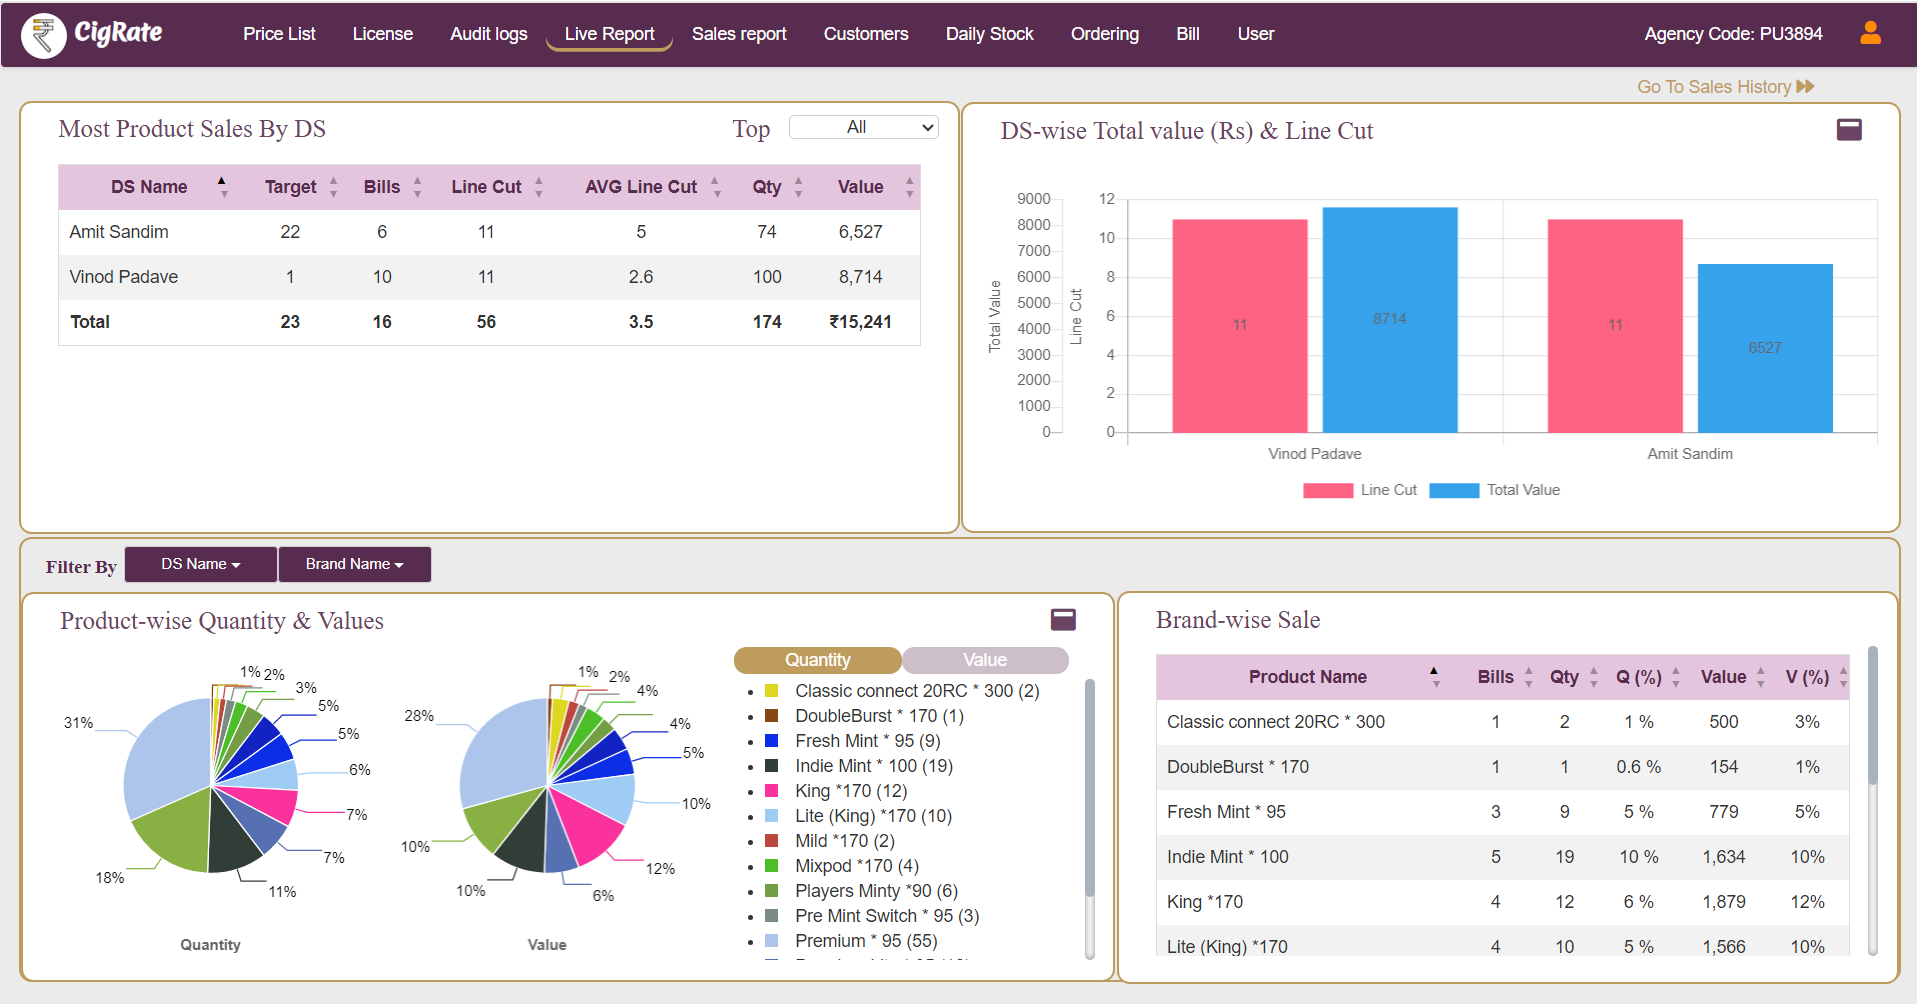 CigRate
Price List
License
Audit logs
Live Report
Sales report
Customers
Daily Stock
Ordering
Bill
User
Agency Code: PU3894
Go To Sales History
Most Product Sales By DS
Top All
DS Name Target Bills Line Cut AVG Line Cut Qty Value
Amit Sandim 22 6 11 5 74 6,527
Vinod Padave 1 10 11 2.6 100 8,714
Total 23 16 56 3.5 174 ₹15,241
DS-wise Total value (Rs) & Line Cut
Total Value
9000
8000
7000
6000
5000
4000
3000
2000
1000
0
Line Cut
12
10
8
6
4
2
0
11
8714
11
6527
Vinod Padave
Amit Sandim
Line Cut
Total Value
Filter By
DS Name
Brand Name
Product-wise Quantity & Values
1%
2%
3%
5%
5%
6%
7%
7%
11%
18%
31%
Quantity
1%
2%
4%
4%
5%
10%
12%
6%
10%
10%
28%
Value
Quantity
Value
Classic connect 20RC * 300 (2)
DoubleBurst * 170 (1)
Fresh Mint * 95 (9)
Indie Mint * 100 (19)
King *170 (12)
Lite (King) *170 (10)
Mild *170 (2)
Mixpod *170 (4)
Players Minty *90 (6)
Pre Mint Switch * 95 (3)
Premium * 95 (55)
Brand-wise Sale
Product Name Bills Qty Q (%) Value V (%)
Classic connect 20RC * 300 1 2 1 % 500 3%
DoubleBurst * 170 1 1 0.6 % 154 1%
Fresh Mint * 95 3 9 5 % 779 5%
Indie Mint * 100 5 19 10 % 1,634 10%
King *170 4 12 6 % 1,879 12%
Lite (King) *170 4 10 5 % 1,566 10%